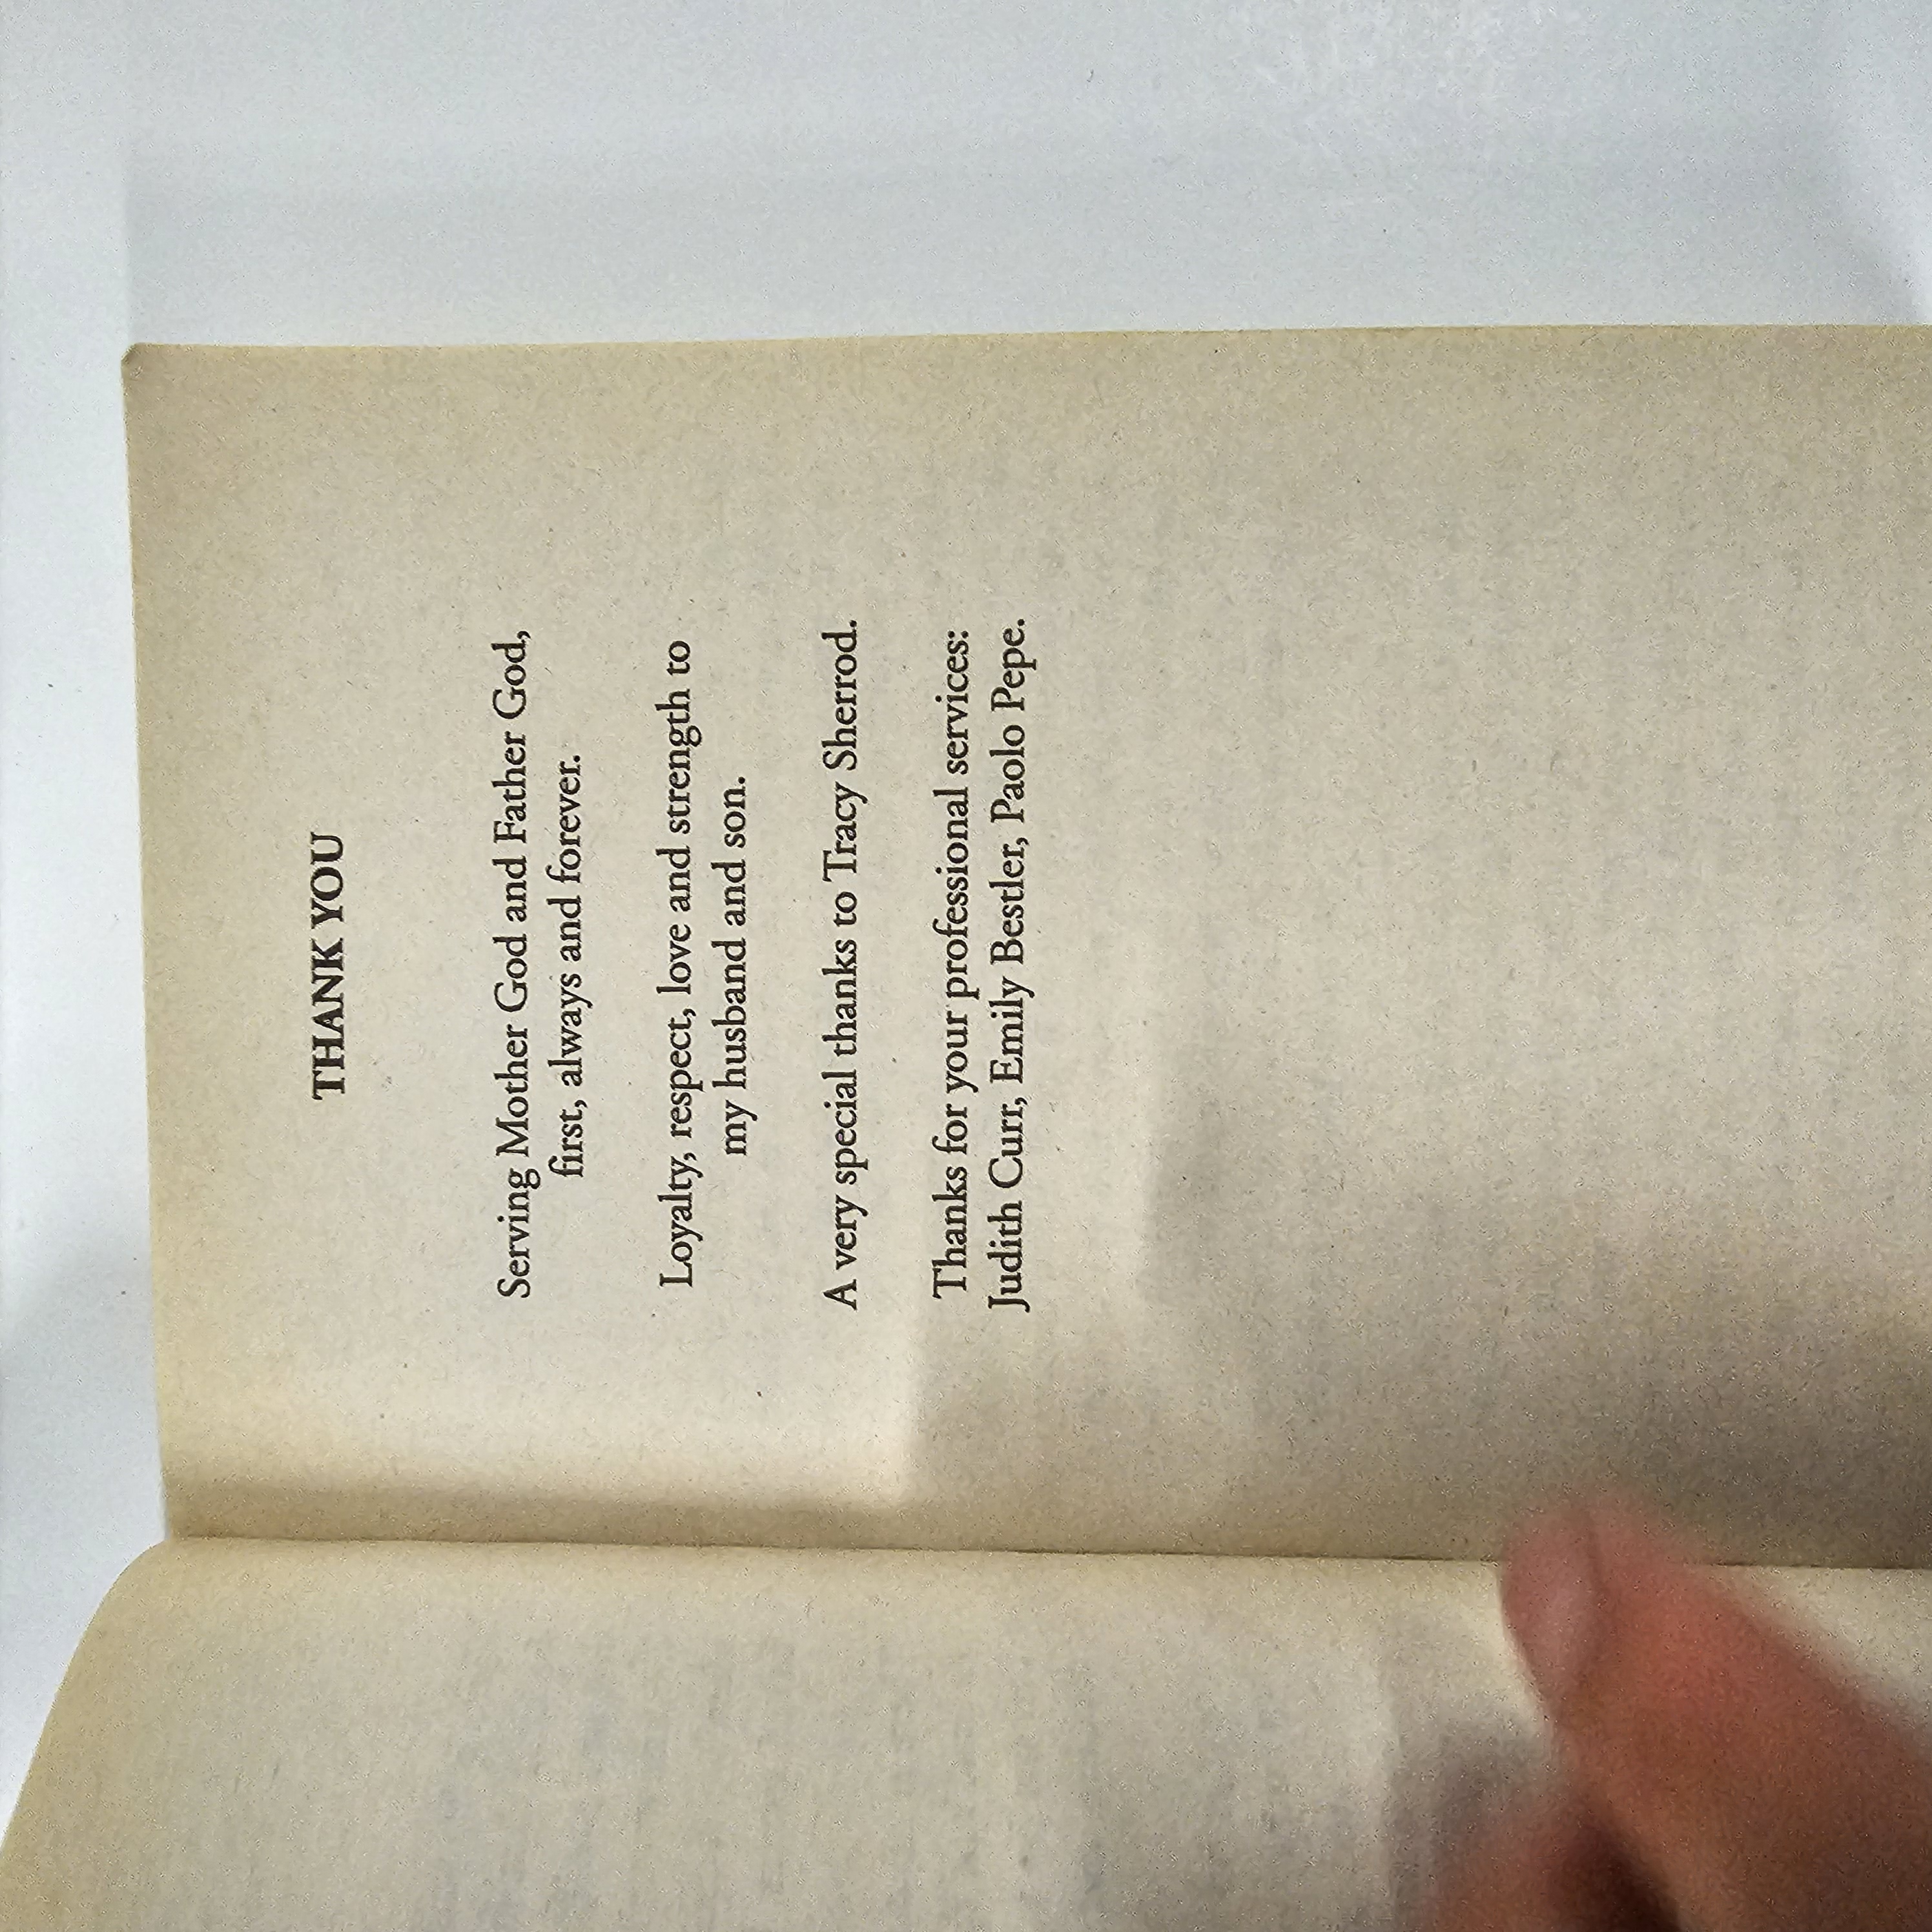 THANK YOU
Serving Mother God and Father God,
first, always and forever.
Loyalty, respect, love and strength to
my husband and son.
A very special thanks to Tracy Sherrod.
Thanks for your professional services:
Judith Curr, Emily Bestler, Paolo Pepe.